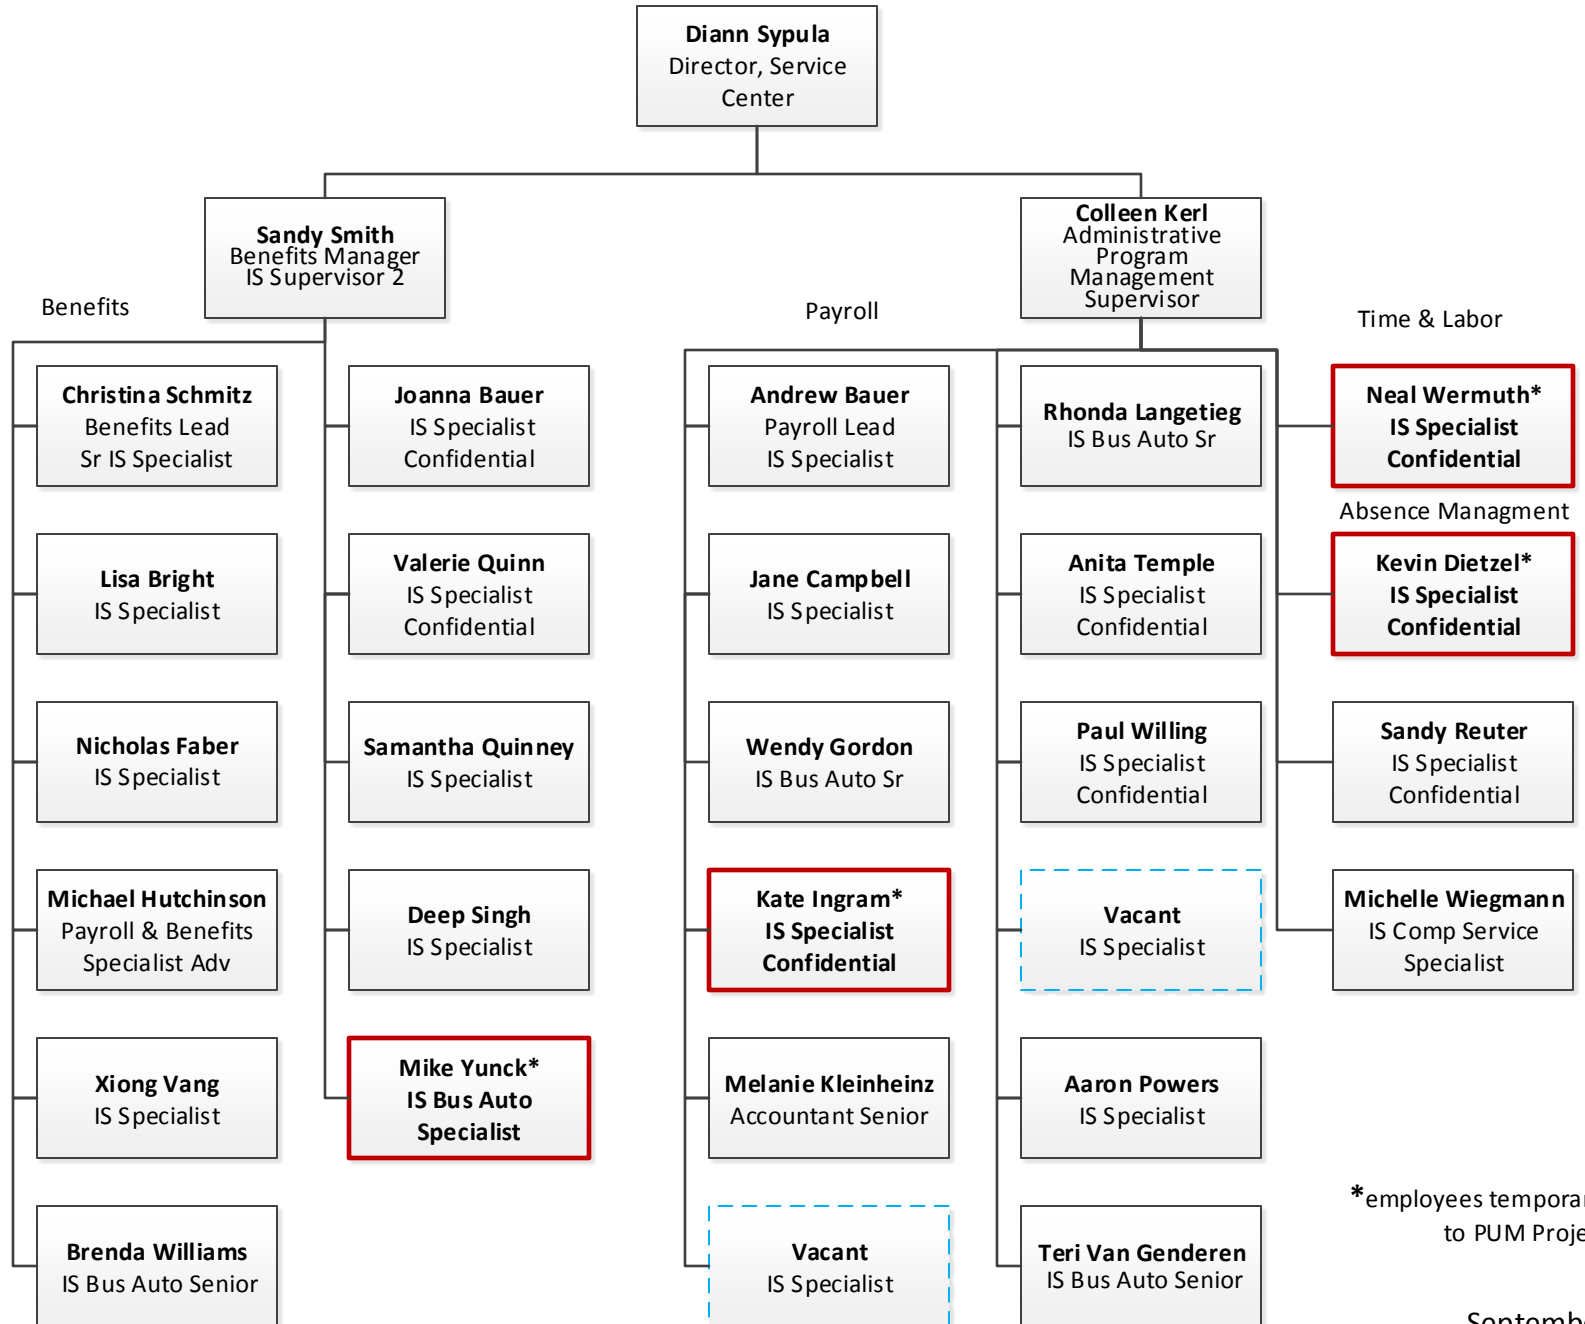 Diann Sypula
Director, Service
Center
Sandy Smith
Benefits Manager
IS Supervisor 2
Colleen Kerl
Administrative
Program
Management
Supervisor
Benefits
Payroll
Time & Labor
Christina Schmitz
Benefits Lead
Sr IS Specialist
Joanna Bauer
IS Specialist
Confidential
Andrew Bauer
Payroll Lead
IS Specialist
Rhonda Langetieg
IS Bus Auto Sr
Neal Wermuth*
IS Specialist
Confidential
Absence Managment
Lisa Bright
IS Specialist
Valerie Quinn
IS Specialist
Confidential
Jane Campbell
IS Specialist
Anita Temple
IS Specialist
Confidential
Kevin Dietzel*
IS Specialist
Confidential
Nicholas Faber
IS Specialist
Samantha Quinney
IS Specialist
Wendy Gordon
IS Bus Auto Sr
Paul Willing
IS Specialist
Confidential
Sandy Reuter
IS Specialist
Confidential
Michael Hutchinson
Payroll & Benefits
Specialist Adv
Deep Singh
IS Specialist
Kate Ingram*
IS Specialist
Confidential
Vacant
IS Specialist
Michelle Wiegmann
IS Comp Service
Specialist
Xiong Vang
IS Specialist
Mike Yunck*
IS Bus Auto
Specialist
Melanie Kleinheinz
Accountant Senior
Aaron Powers
IS Specialist
Brenda Williams
IS Bus Auto Senior
Vacant
IS Specialist
Teri Van Genderen
IS Bus Auto Senior
*employees
to PUM